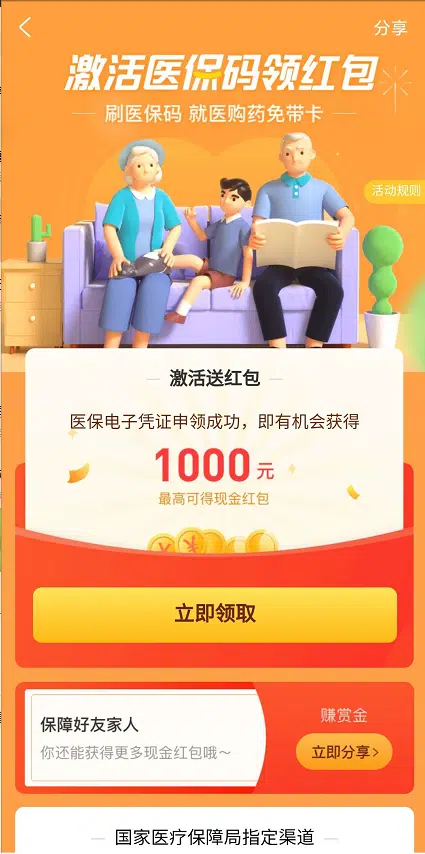 分享
激活医保码领红包
刷医保码 就医购药免带卡
活动规则
激活送红包
医保电子凭证申领成功，即有机会获得
1000元
最高可得现金红包
立即领取
保障好友家人
你还能获得更多现金红包哦～
赚赏金
立即分享>
国家医疗保障局指定渠道